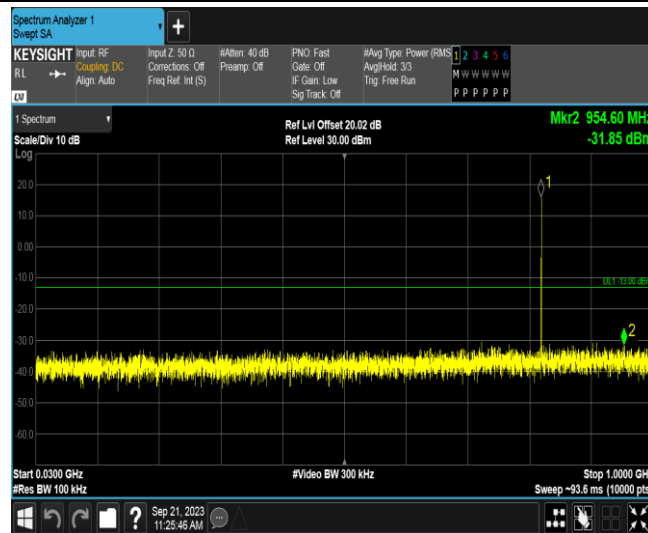 Spectrum Analyzer 1
Swept SA
+
KEYSIGHT
RL
LXI
Input: RF
Coupling: DC
Align: Auto
Input Z: 50 Ω
Corrections: Off
Freq Ref: Int (S)
#Atten: 40 dB
Preamp: Off
PNO: Fast
Gate: Off
IF Gain: Low
Sig Track: Off
#Avg Type: Power (RMS
Avg|Hold: 3/3
Trig: Free Run
1 2 3 4 5 6
M W W W W W
P P P P P P
1 Spectrum
Scale/Div 10 dB
Log
Ref Lvl Offset 20.02 dB
Ref Level 30.00 dBm
Mkr2 954.60 MHz
-31.85 dBm
20.0
10.0
0.00
-10.0
-20.0
-30.0
-40.0
-50.0
-60.0
1
DL1 -13.00 dBm
2
Start 0.0300 GHz
#Res BW 100 kHz
#Video BW 300 kHz
Stop 1.0000 GH
Sweep ~93.6 ms (10000 pts
?
Sep 21, 2023
11:25:46 AM